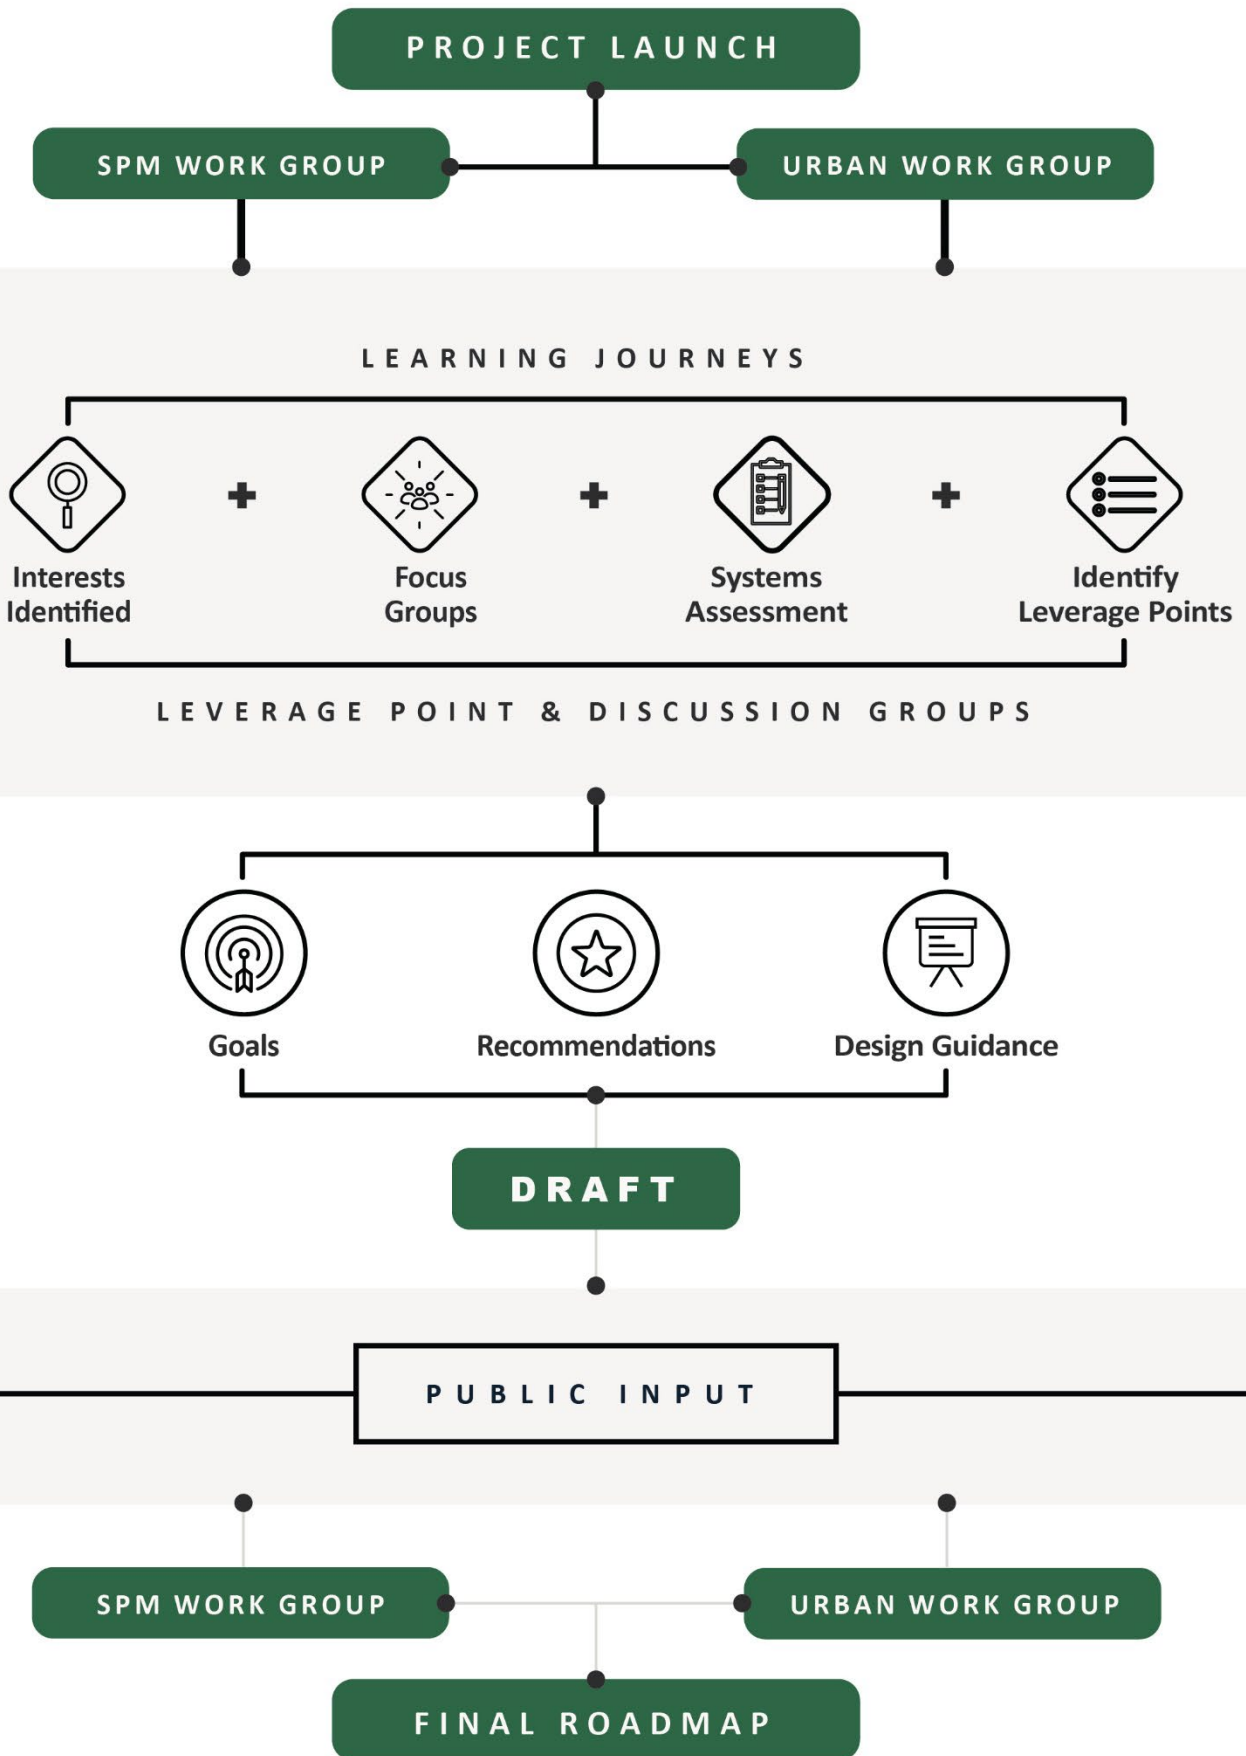 PROJECT LAUNCH
SPM WORK GROUP
URBAN WORK GROUP
LEARNING JOURNEYS
Interests
Identified
Focus
Groups
Systems
Assessment
Identify
Leverage Points
LEVERAGE POINT & DISCUSSION GROUPS
Goals
Recommendations
Design Guidance
DRAFT
PUBLIC INPUT
SPM WORK GROUP
URBAN WORK GROUP
FINAL ROADMAP